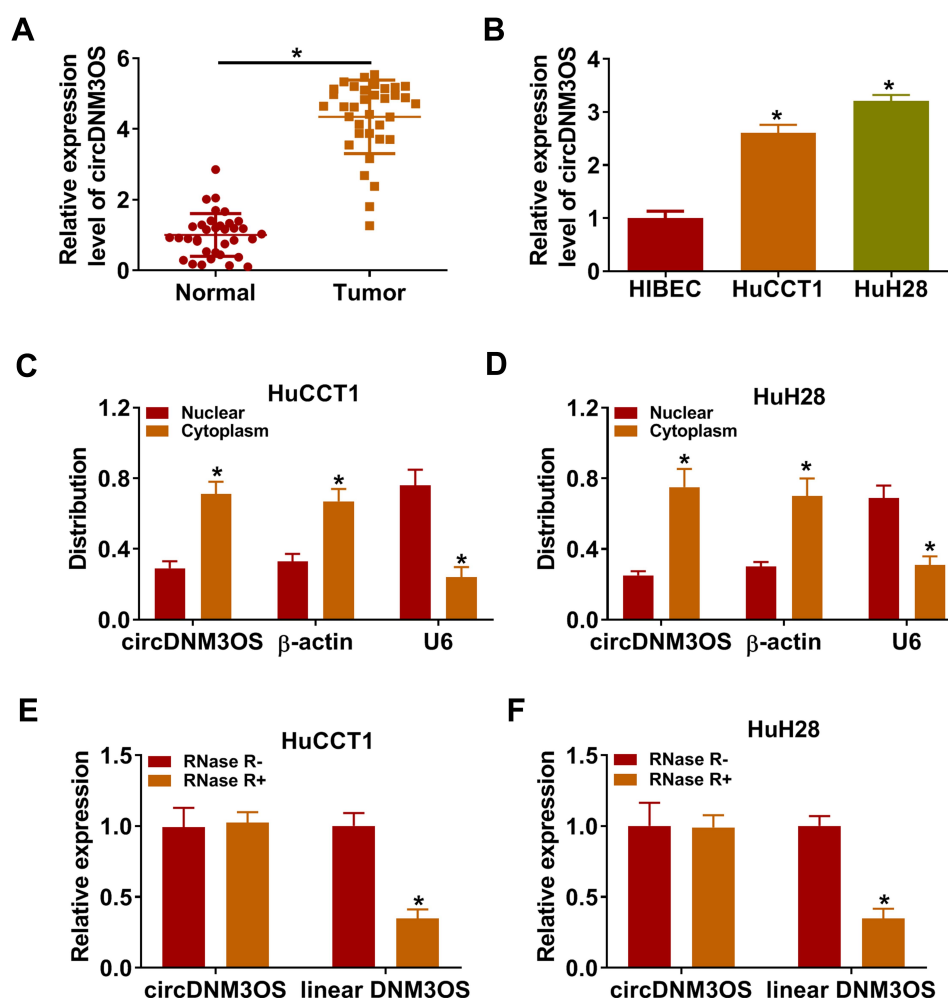 A
Relative expression
level of circDNM3OS
6
4
2
0
*
Normal
Tumor
B
Relative expression
level of circDNM3OS
4
3
2
1
0
*
*
HIBEC
HuCCT1
HuH28
C
HuCCT1
Nuclear
Cytoplasm
Distribution
1.2
0.8
0.4
0.0
*
*
*
circDNM3OS
β-actin
U6
D
HuH28
Nuclear
Cytoplasm
Distribution
1.2
0.8
0.4
0.0
*
*
*
circDNM3OS
β-actin
U6
E
HuCCT1
RNase R-
RNase R+
Relative expression
1.5
1.0
0.5
0.0
*
circDNM3OS
linear DNM3OS
F
HuH28
RNase R-
RNase R+
Relative expression
1.5
1.0
0.5
0.0
*
circDNM3OS
linear DNM3OS